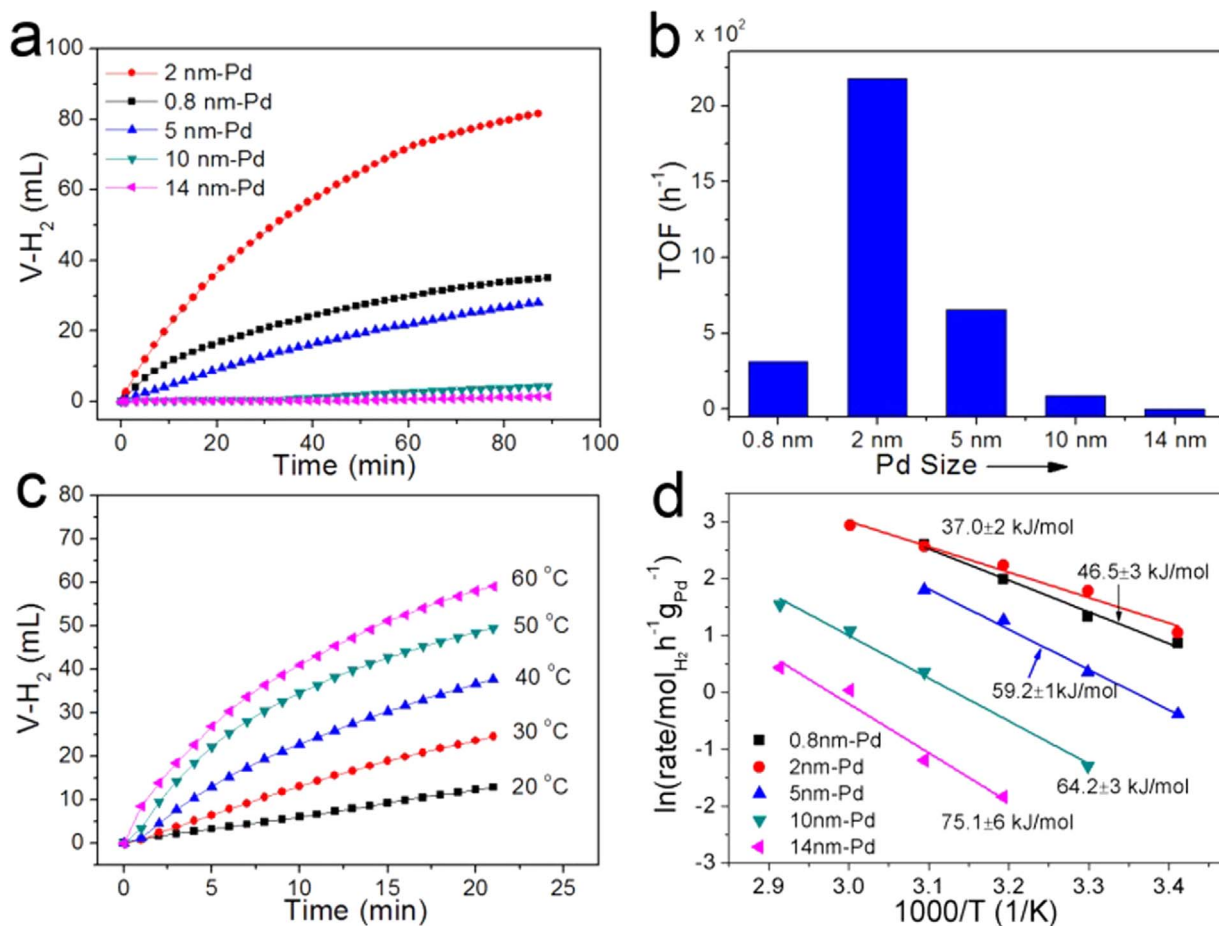 a
100
80
60
40
20
0
V-H₂ (mL)
2 nm-Pd
0.8 nm-Pd
5 nm-Pd
10 nm-Pd
14 nm-Pd
0 20 40 60 80 100
Time (min)
b
x 10²
20
5
0
TOF (h⁻¹)
0.8 nm 2 nm 5 nm 10 nm 14 nm
Pd Size
c
80
70
60
50
40
30
20
10
0
V-H₂ (mL)
60 °C
50 °C
40 °C
30 °C
20 °C
0 5 10 15 20 25
Time (min)
d
3
2
1
0
-1
-2
-3
ln(rate/mol_H2 h⁻¹ g_Pd⁻¹)
37.0±2 kJ/mol
46.5±3 kJ/mol
59.2±1kJ/mol
64.2±3 kJ/mol
75.1±6 kJ/mol
0.8nm-Pd
2nm-Pd
5nm-Pd
10nm-Pd
14nm-Pd
2.9 3.0 3.1 3.2 3.3 3.4
1000/T (1/K)